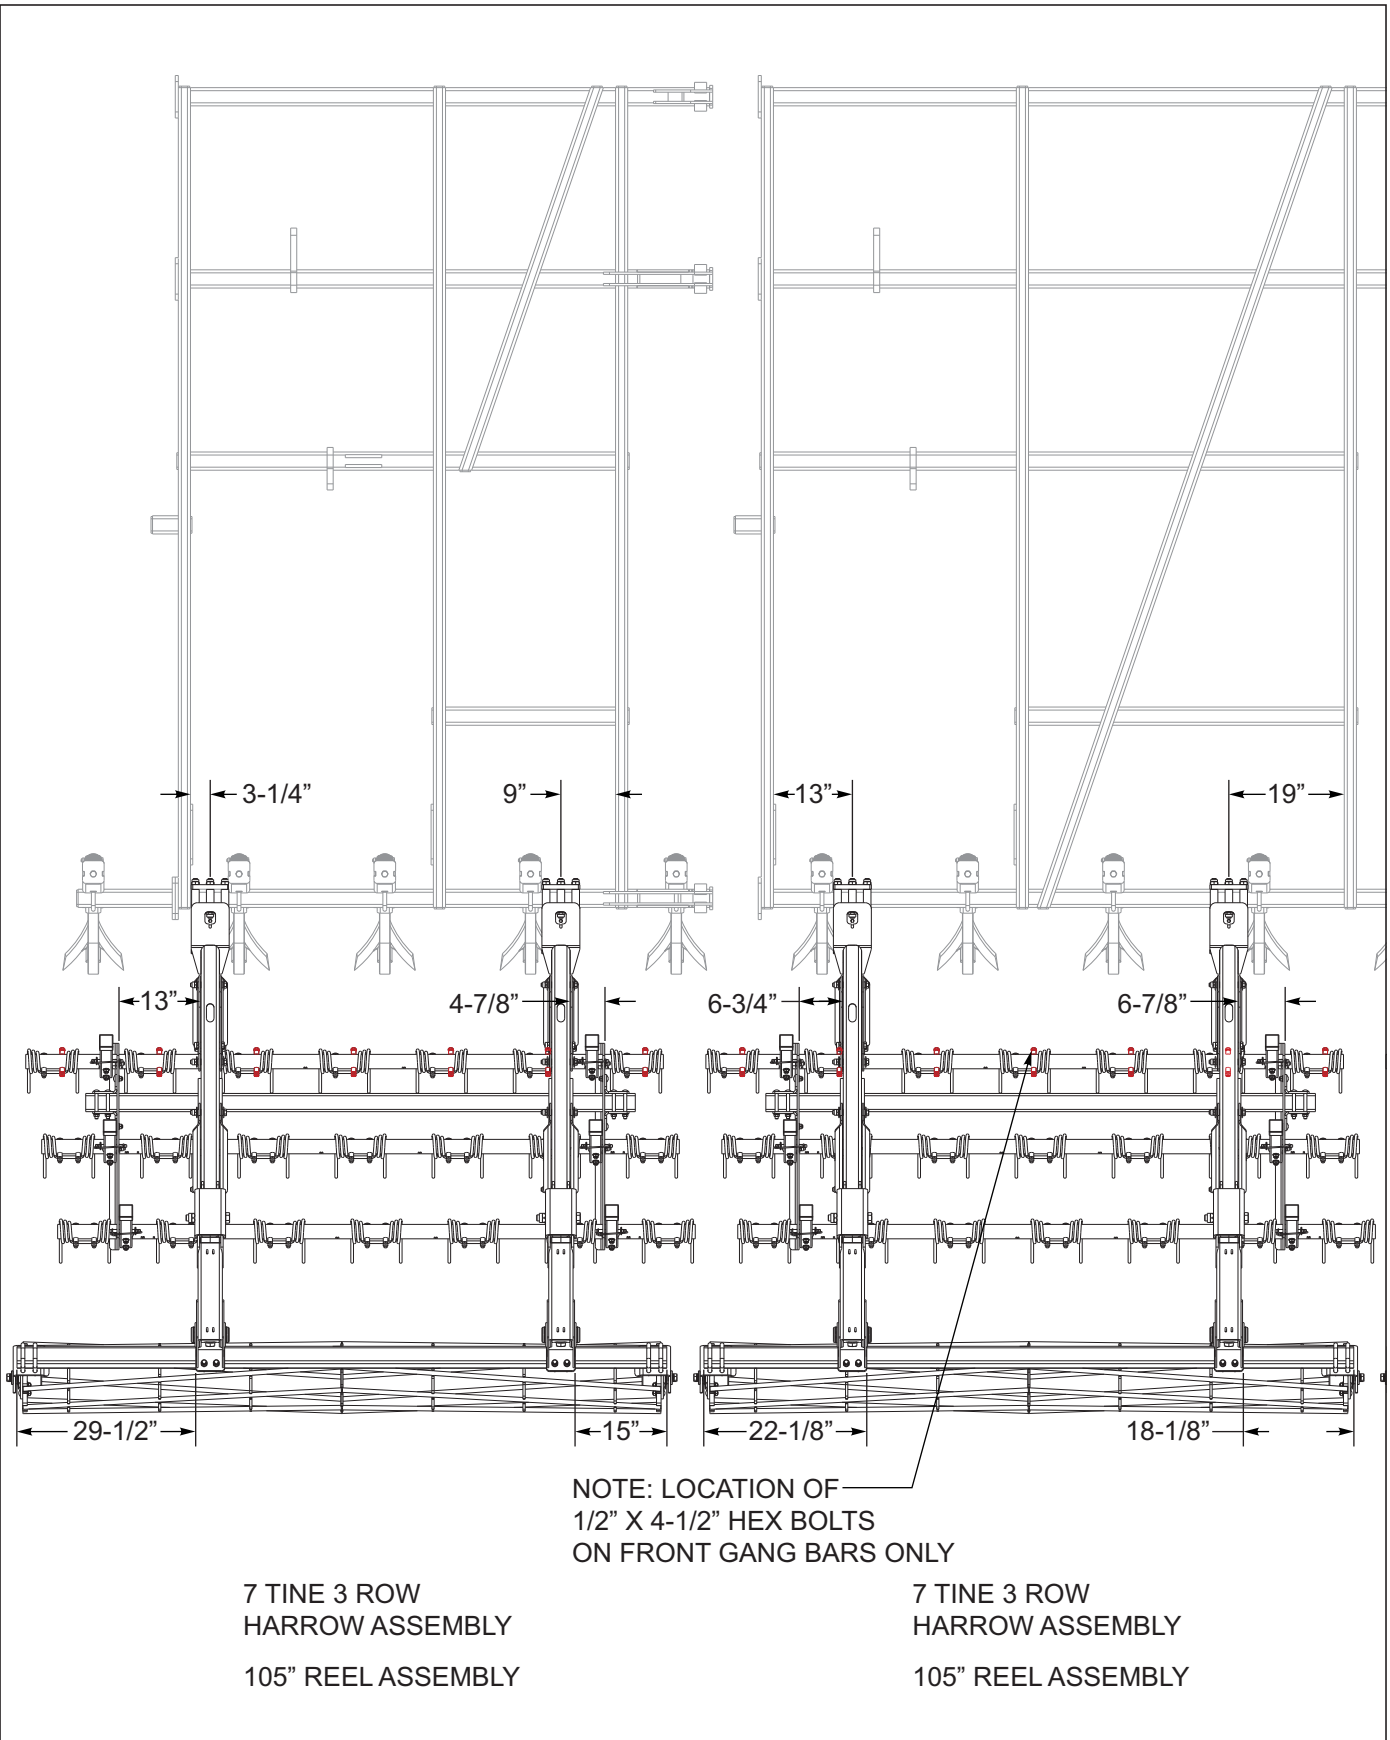 3-1/4”
9”
13”
19”
13”
4-7/8”
6-3/4”
6-7/8”
29-1/2”
15”
22-1/8”
18-1/8”
NOTE: LOCATION OF
1/2” X 4-1/2” HEX BOLTS
ON FRONT GANG BARS ONLY
7 TINE 3 ROW
HARROW ASSEMBLY
105” REEL ASSEMBLY
7 TINE 3 ROW
HARROW ASSEMBLY
105” REEL ASSEMBLY